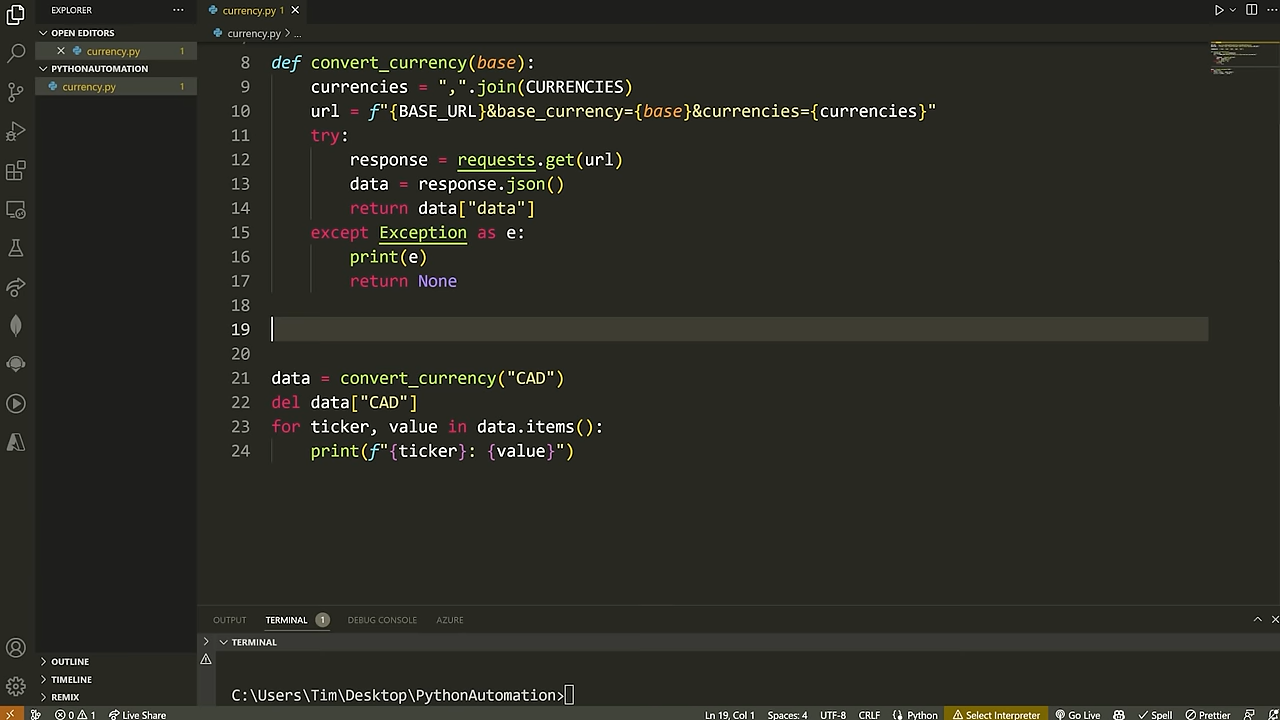 EXPLORER
···
currency.py 1
···
OPEN EDITORS
currency.py > ...
currency.py 1
PYTHONAUTOMATION
currency.py 1
8 def convert_currency(base):
9 currencies = ",".join(CURRENCIES)
10 url = f"{BASE_URL}&base_currency={base}&currencies={currencies}"
11 try:
12 response = requests.get(url)
13 data = response.json()
14 return data["data"]
15 except Exception as e:
16 print(e)
17 return None
18
19
20
21 data = convert_currency("CAD")
22 del data["CAD"]
23 for ticker, value in data.items():
24 print(f"{ticker}: {value}")
OUTPUT TERMINAL 1 DEBUG CONSOLE AZURE
TERMINAL
OUTLINE
TIMELINE
REMIX
C:\Users\Tim\Desktop\PythonAutomation>
0 1 Live Share Ln 19, Col 1 Spaces: 4 UTF-8 CRLF Python Select Interpreter Go Live Spell Prettier